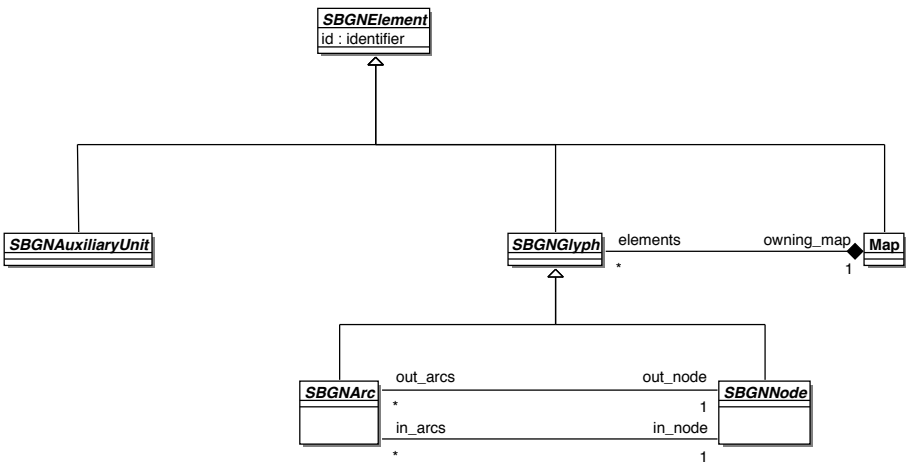 SBGNElement
id : identifier
SBGNAuxiliaryUnit
SBGNGlyph
elements
owning_map
Map
*
1
SBGNArc
out_arcs
out_node
SBGNNode
*
1
in_arcs
in_node
*
1